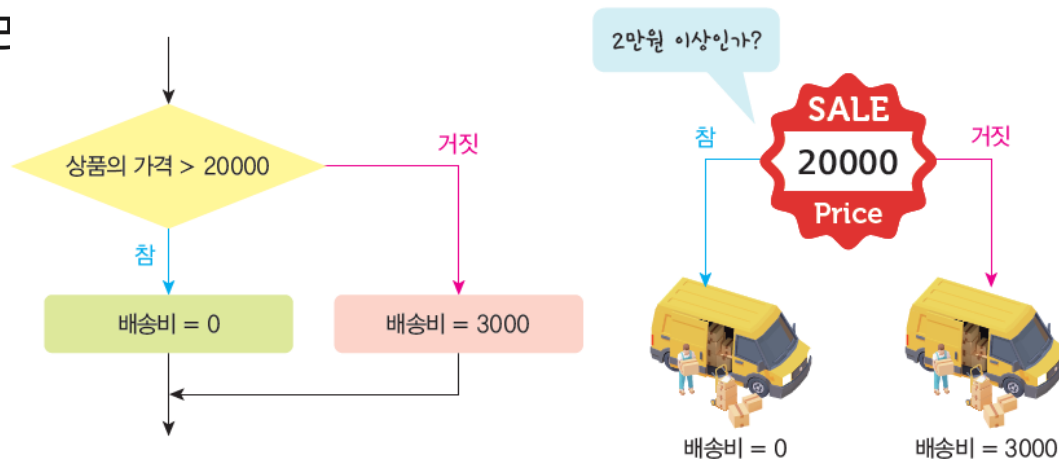 2만원 이상인가?
상품의 가격 > 20000
거짓
참
배송비 = 0
배송비 = 3000
참
SALE
20000
Price
거짓
배송비 = 0
배송비 = 3000